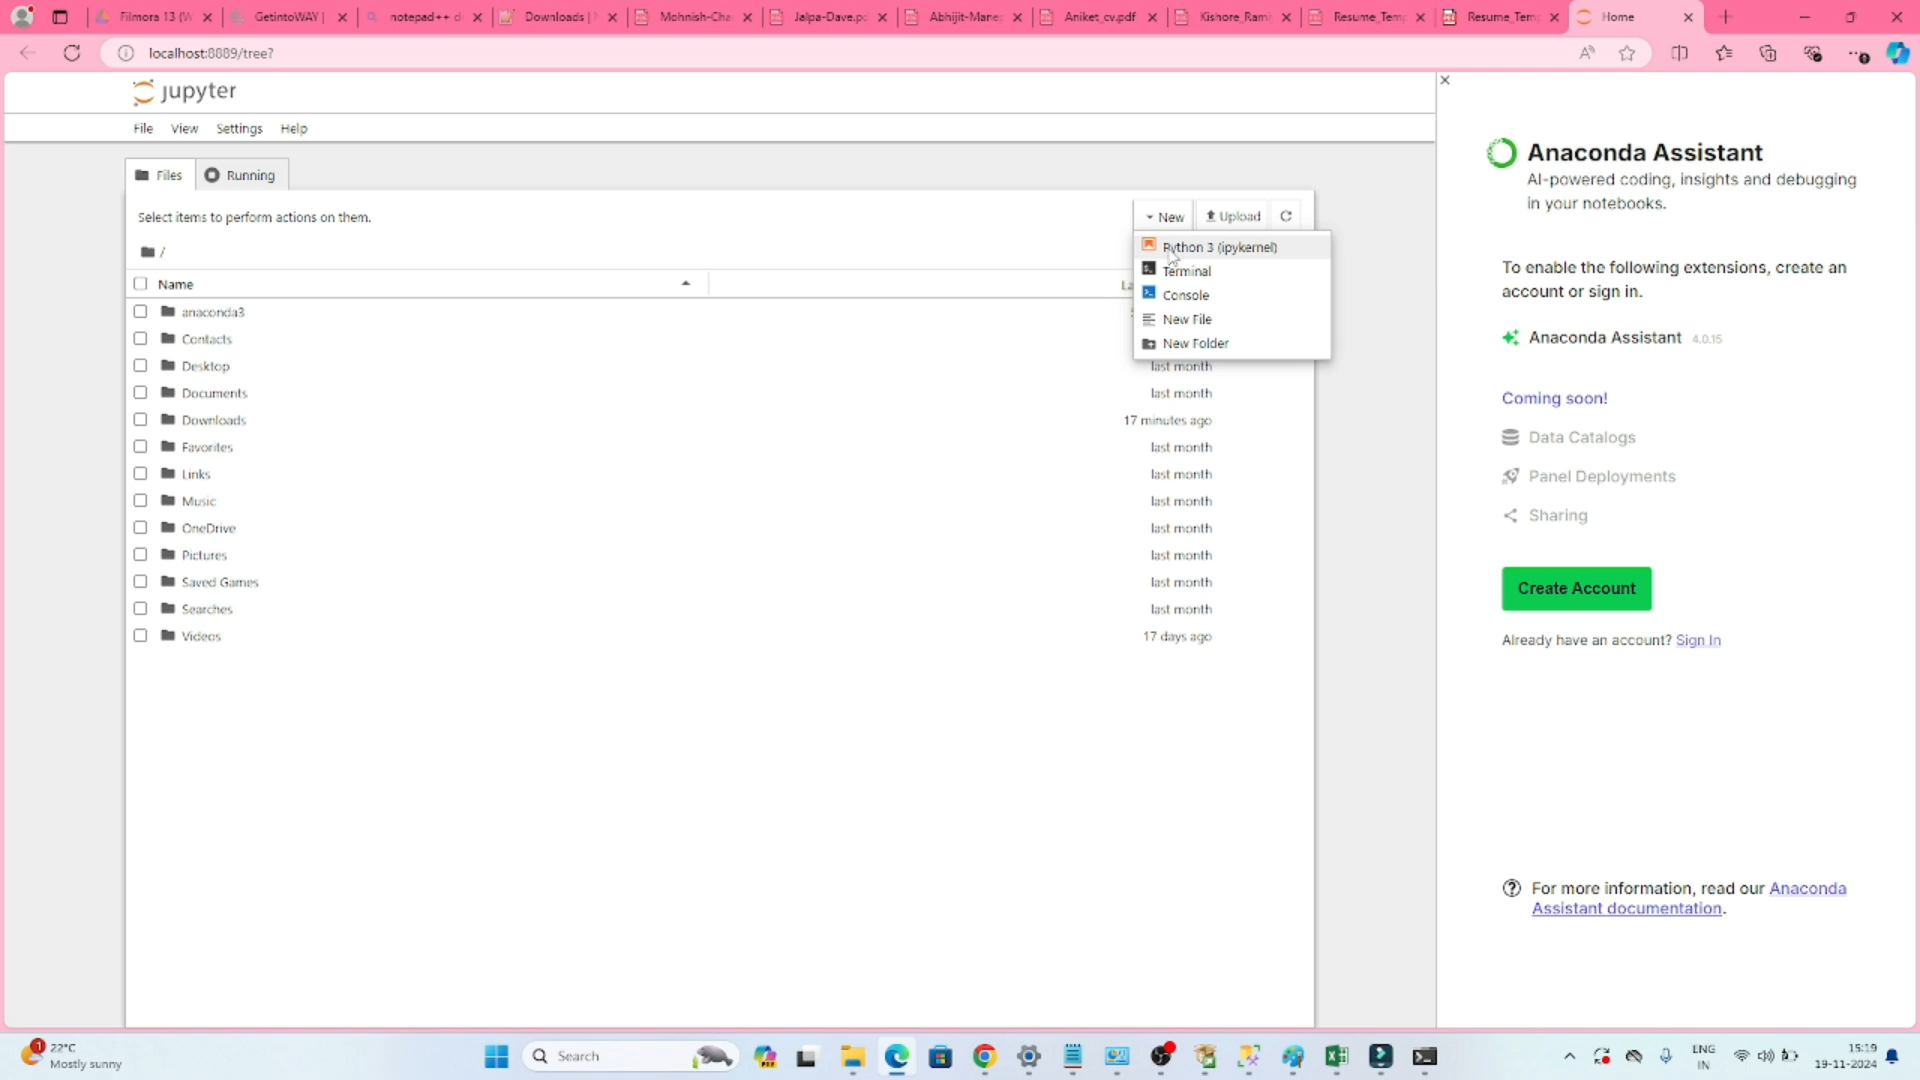 Filmora 13 (W
GetintoWAY |
notepad++ d
Downloads | N
Mohnish-Cha
Jalpa-Dave.pd
Abhijit-Mane
Aniket_cv.pdf
Kishore_Rami
Resume_Temp
Resume_Temp
Home
localhost:8889/tree?
jupyter
File View Settings Help
Files
Running
Select items to perform actions on them.
New
Upload
/
Python 3 (ipykernel)
Terminal
Console
New File
New Folder
Name
La
anaconda3
Contacts
Desktop last month
Documents last month
Downloads 17 minutes ago
Favorites last month
Links last month
Music last month
OneDrive last month
Pictures last month
Saved Games last month
Searches last month
Videos 17 days ago
Anaconda Assistant
AI-powered coding, insights and debugging
in your notebooks.
To enable the following extensions, create an
account or sign in.
Anaconda Assistant 4.0.15
Coming soon!
Data Catalogs
Panel Deployments
Sharing
Create Account
Already have an account? Sign In
For more information, read our Anaconda
Assistant documentation.
1
22°C
Mostly sunny
Search
ENG
IN
15:19
19-11-2024